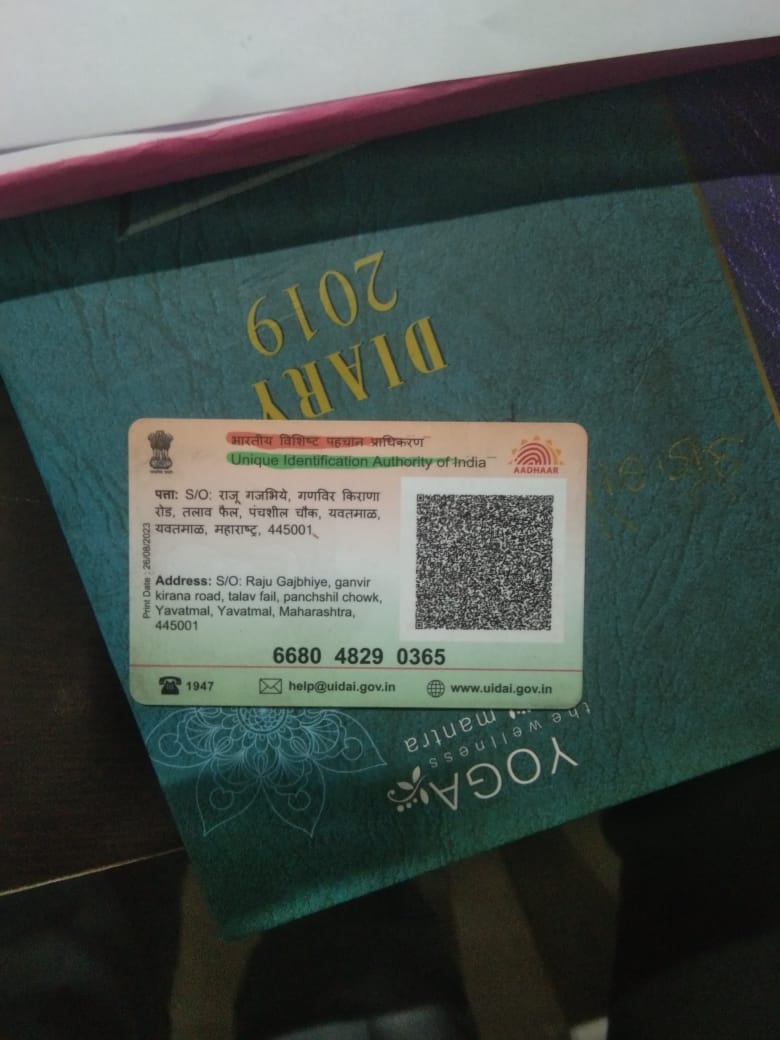 DIARY
2019
भारतीय विशिष्ट पहचान प्राधिकरण
Unique Identification Authority of India
AADHAAR
पता: S/O: राजू गजभिये, गणविर किराणा
रोड, तलाव फैल, पंचशील चौक, यवतमाळ,
यवतमाळ, महाराष्ट्र, 445001
Print Date : 26/08/2023
Address: S/O: Raju Gajbhiye, ganvir
kirana road, talav fail, panchshil chowk,
Yavatmal, Yavatmal, Maharashtra,
445001
6680 4829 0365
1947
help@uidai.gov.in
www.uidai.gov.in
YOGA
the wellness
mantra